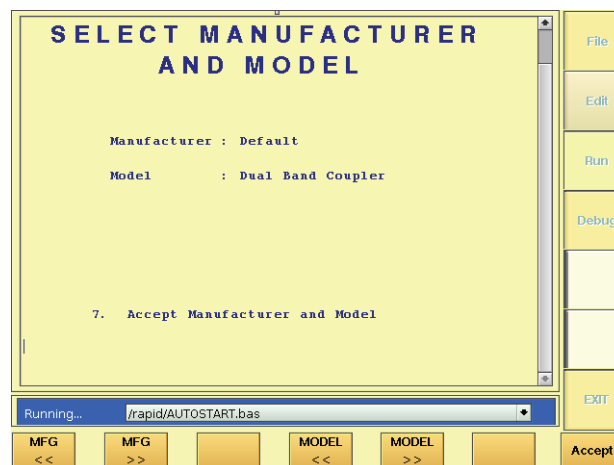 SELECT MANUFACTURER
AND MODEL
Manufacturer : Default
Model : Dual Band Coupler
7. Accept Manufacturer and Model
Running... /rapid/AUTOSTART.bas
File
Edit
Run
Debug
EXIT
MFG <<
MFG >>
MODEL <<
MODEL >>
Accept